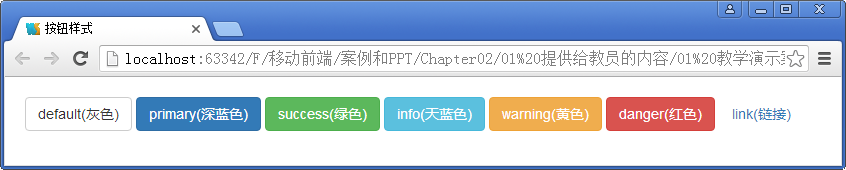 按钮样式
localhost:63342/F/移动前端/案例和PPT/Chapter02/01%20提供给教员的内容/01%20教学演示
default(灰色) primary(深蓝色) success(绿色) info(天蓝色) warning(黄色) danger(红色) link(链接)